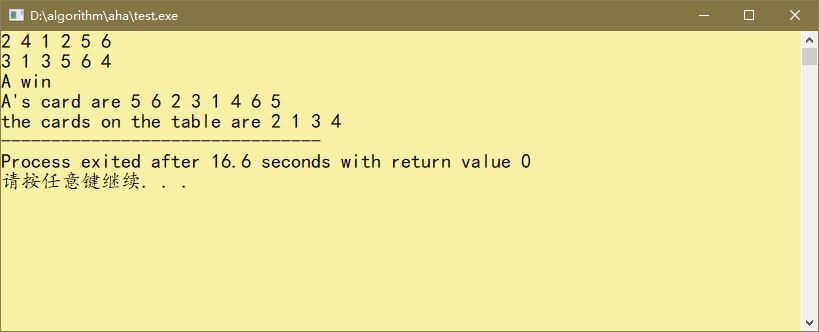 D:\algorithm\aha\test.exe
2 4 1 2 5 6
3 1 3 5 6 4
A win
A's card are 5 6 2 3 1 4 6 5
the cards on the table are 2 1 3 4
--------------------------------
Process exited after 16.6 seconds with return value 0
请按任意键继续. . .